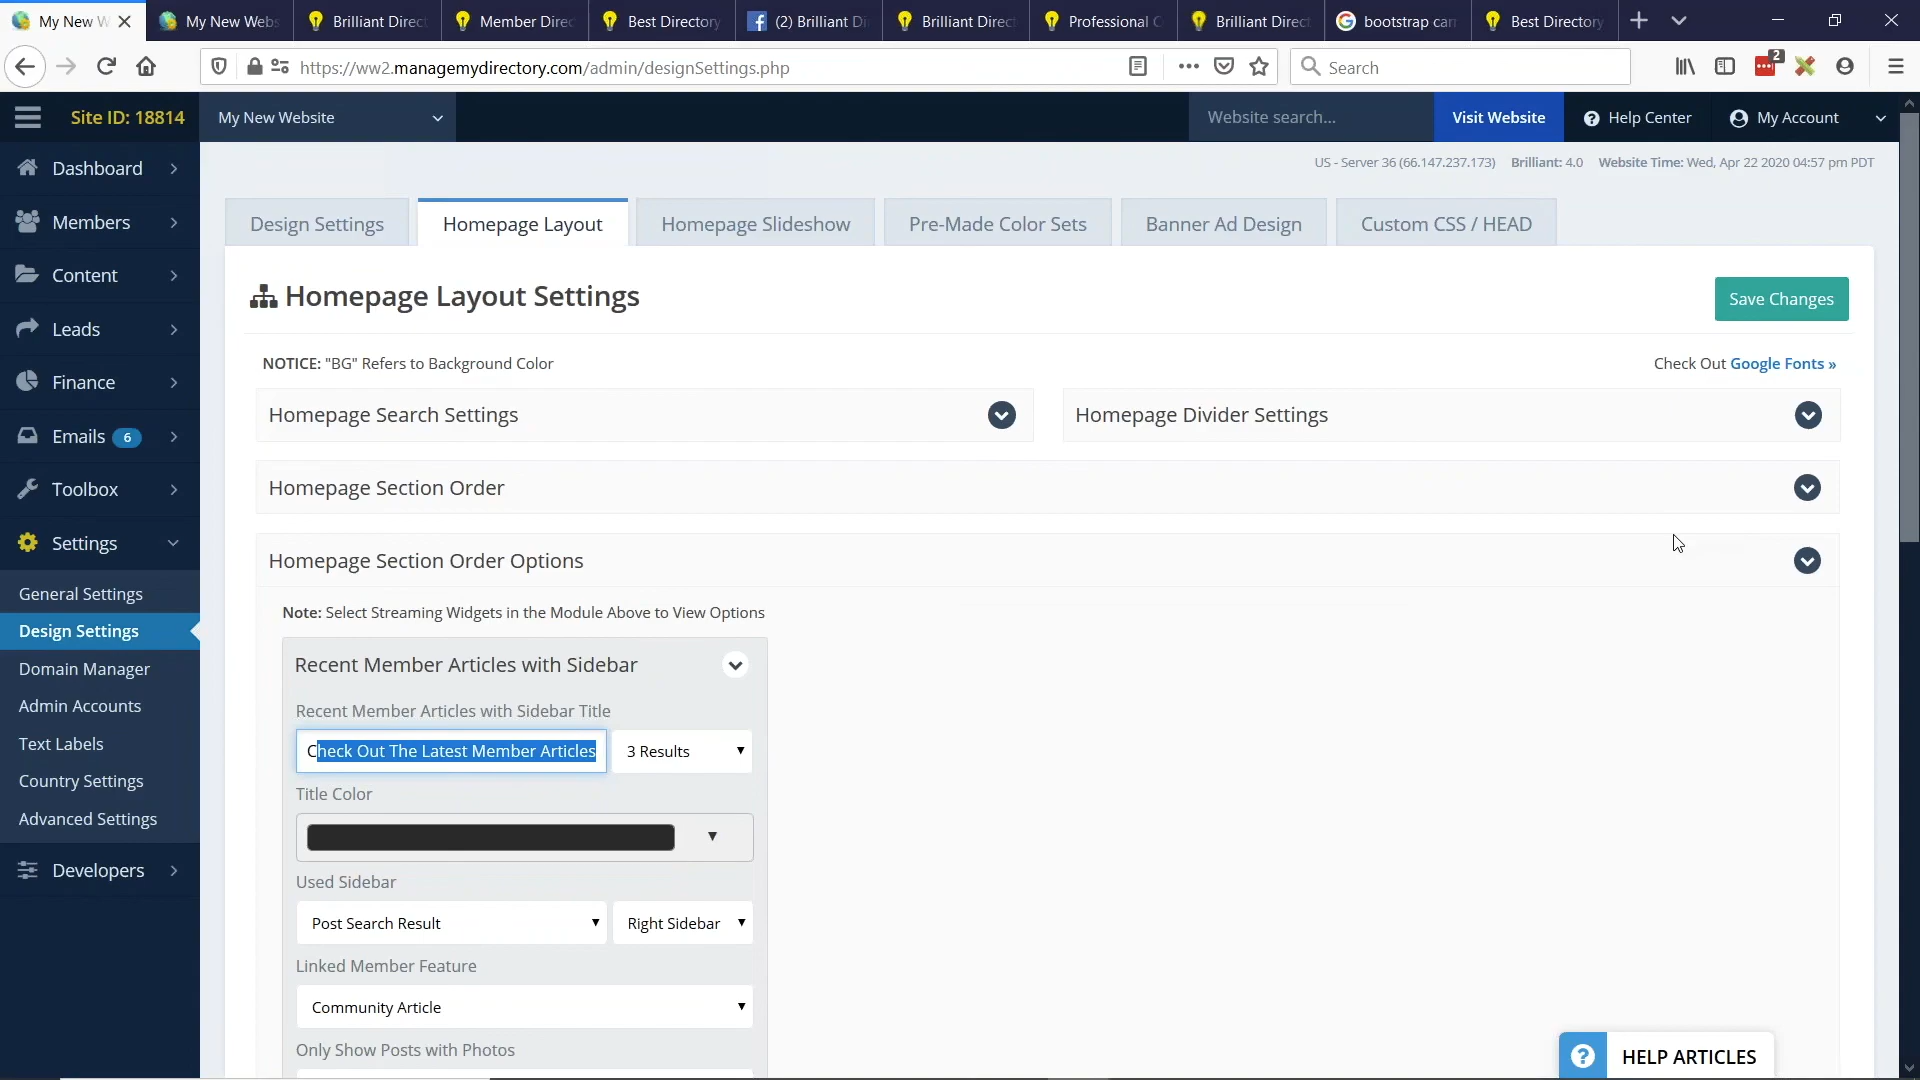 My New W
My New Webs
Brilliant Direct
Member Direc
Best Directory
(2) Brilliant Di
Brilliant Direct
Professional C
Brilliant Direct
bootstrap can
Best Directory
https://ww2.managemydirectory.com/admin/designSettings.php
Search
2
Site ID: 18814
My New Website
Website search...
Visit Website
Help Center
My Account
US - Server 36 (66.147.237.173) Brilliant: 4.0 Website Time: Wed, Apr 22 2020 04:57 pm PDT
Dashboard
Members
Content
Leads
Finance
Emails 6
Toolbox
Settings
General Settings
Design Settings
Domain Manager
Admin Accounts
Text Labels
Country Settings
Advanced Settings
Developers
Design Settings
Homepage Layout
Homepage Slideshow
Pre-Made Color Sets
Banner Ad Design
Custom CSS / HEAD
Homepage Layout Settings
Save Changes
NOTICE: "BG" Refers to Background Color
Check Out Google Fonts »
Homepage Search Settings
Homepage Divider Settings
Homepage Section Order
Homepage Section Order Options
Note: Select Streaming Widgets in the Module Above to View Options
Recent Member Articles with Sidebar
Recent Member Articles with Sidebar Title
Check Out The Latest Member Articles
3 Results
Title Color
Used Sidebar
Post Search Result
Right Sidebar
Linked Member Feature
Community Article
Only Show Posts with Photos
? HELP ARTICLES